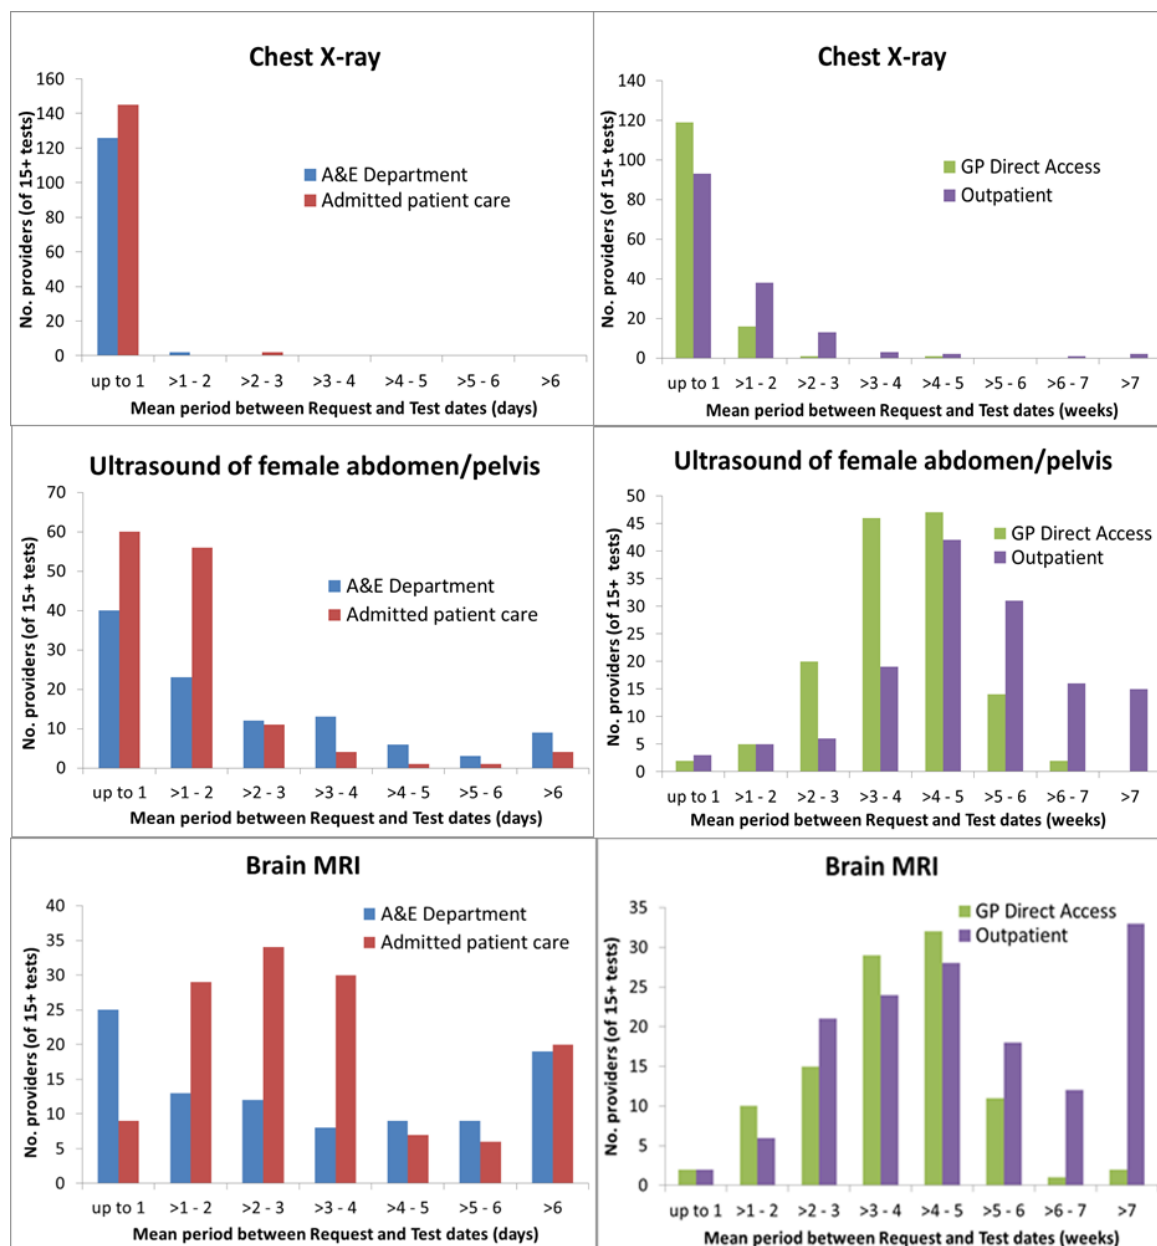 Chest X-ray
No. providers (of 15+ tests)
160
140
120
100
80
60
40
20
0
A&E Department
Admitted patient care
up to 1 >1 - 2 >2 - 3 >3 - 4 >4 - 5 >5 - 6 >6
Mean period between Request and Test dates (days)
Chest X-ray
No. providers (of 15+ tests)
140
120
100
80
60
40
20
0
GP Direct Access
Outpatient
up to 1 >1 - 2 >2 - 3 >3 - 4 >4 - 5 >5 - 6 >6 - 7 >7
Mean period between Request and Test dates (weeks)
Ultrasound of female abdomen/pelvis
No. providers (of 15+ tests)
70
60
50
40
30
20
10
0
A&E Department
Admitted patient care
up to 1 >1 - 2 >2 - 3 >3 - 4 >4 - 5 >5 - 6 >6
Mean period between Request and Test dates (days)
Ultrasound of female abdomen/pelvis
No. providers (of 15+ tests)
50
45
40
35
30
25
20
15
10
5
0
GP Direct Access
Outpatient
up to 1 >1 - 2 >2 - 3 >3 - 4 >4 - 5 >5 - 6 >6 - 7 >7
Mean period between Request and Test dates (weeks)
Brain MRI
No. providers (of 15+ tests)
40
35
30
25
20
15
10
5
0
A&E Department
Admitted patient care
up to 1 >1 - 2 >2 - 3 >3 - 4 >4 - 5 >5 - 6 >6
Mean period between Request and Test dates (days)
Brain MRI
No. providers (of 15+ tests)
35
30
25
20
15
10
5
0
GP Direct Access
Outpatient
up to 1 >1 - 2 >2 - 3 >3 - 4 >4 - 5 >5 - 6 >6 - 7 >7
Mean period between Request and Test dates (weeks)